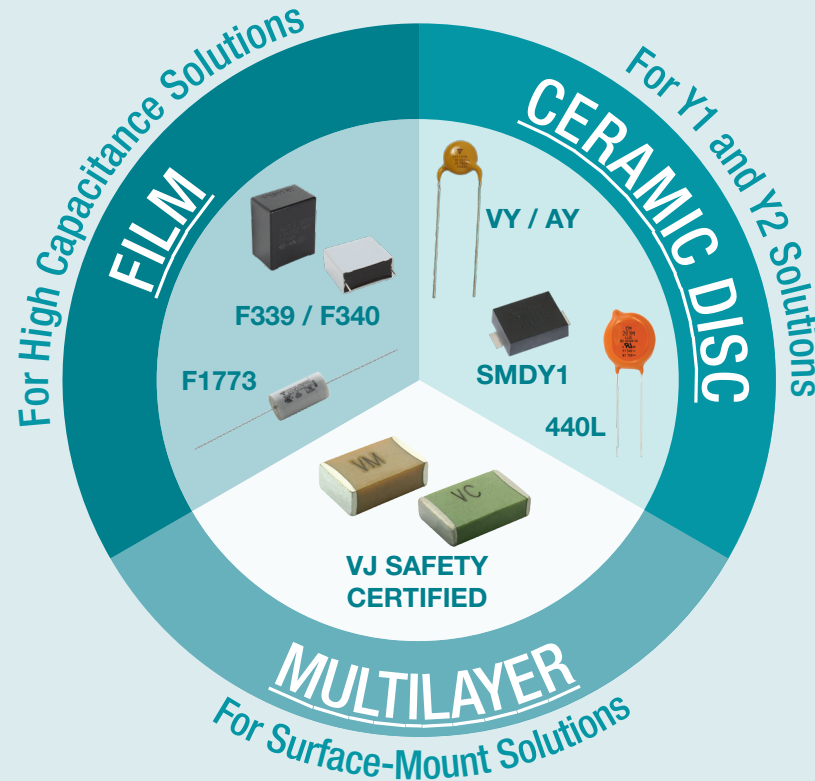 For High Capacitance Solutions
FILM
F339 / F340
F1773
For Y1 and Y2 Solutions
CERAMIC DISC
VY / AY
SMDY1
440L
VM
VC
VJ SAFETY
CERTIFIED
MULTILAYER
For Surface-Mount Solutions